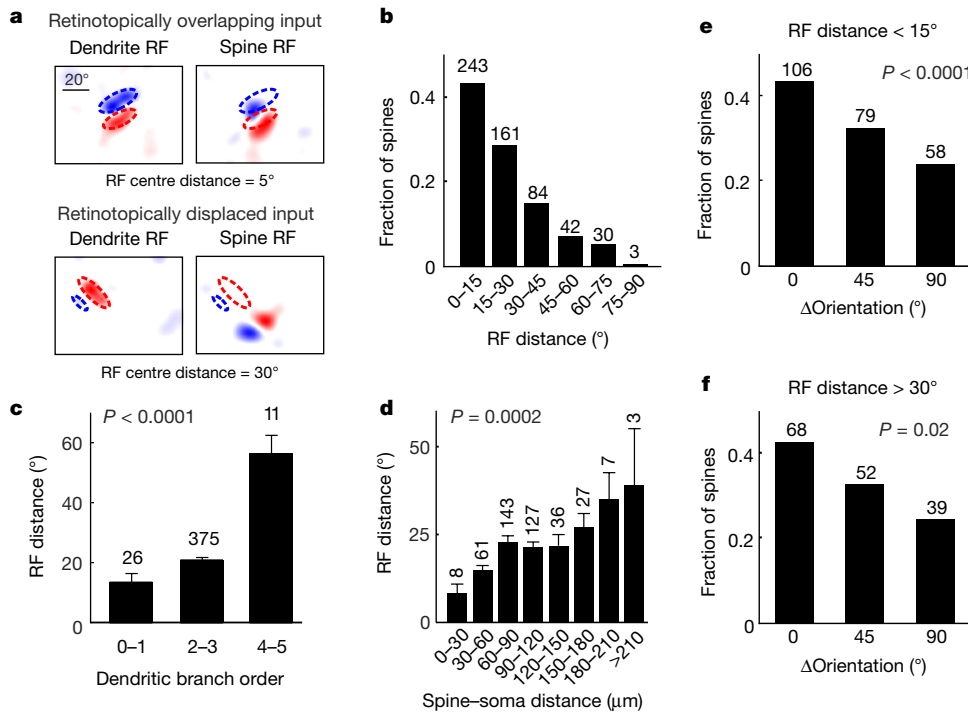 a
Retinotopically overlapping input
Dendrite RF
Spine RF
20°
RF centre distance = 5°
Retinotopically displaced input
Dendrite RF
Spine RF
RF centre distance = 30°
b
Fraction of spines
0.4
0.2
0
243
161
84
42
30
3
0–15
15–30
30–45
45–60
60–75
75–90
RF distance (°)
c
P < 0.0001
RF distance (°)
60
40
20
0
26
375
11
0–1
2–3
4–5
Dendritic branch order
d
P = 0.0002
RF distance (°)
50
25
0
8
61
143
127
36
27
7
3
0–30
30–60
60–90
90–120
120–150
150–180
180–210
>210
Spine–soma distance (μm)
e
RF distance < 15°
P < 0.0001
Fraction of spines
0.4
0.2
0
106
79
58
0
45
90
ΔOrientation (°)
f
RF distance > 30°
P = 0.02
Fraction of spines
0.4
0.2
0
68
52
39
0
45
90
ΔOrientation (°)